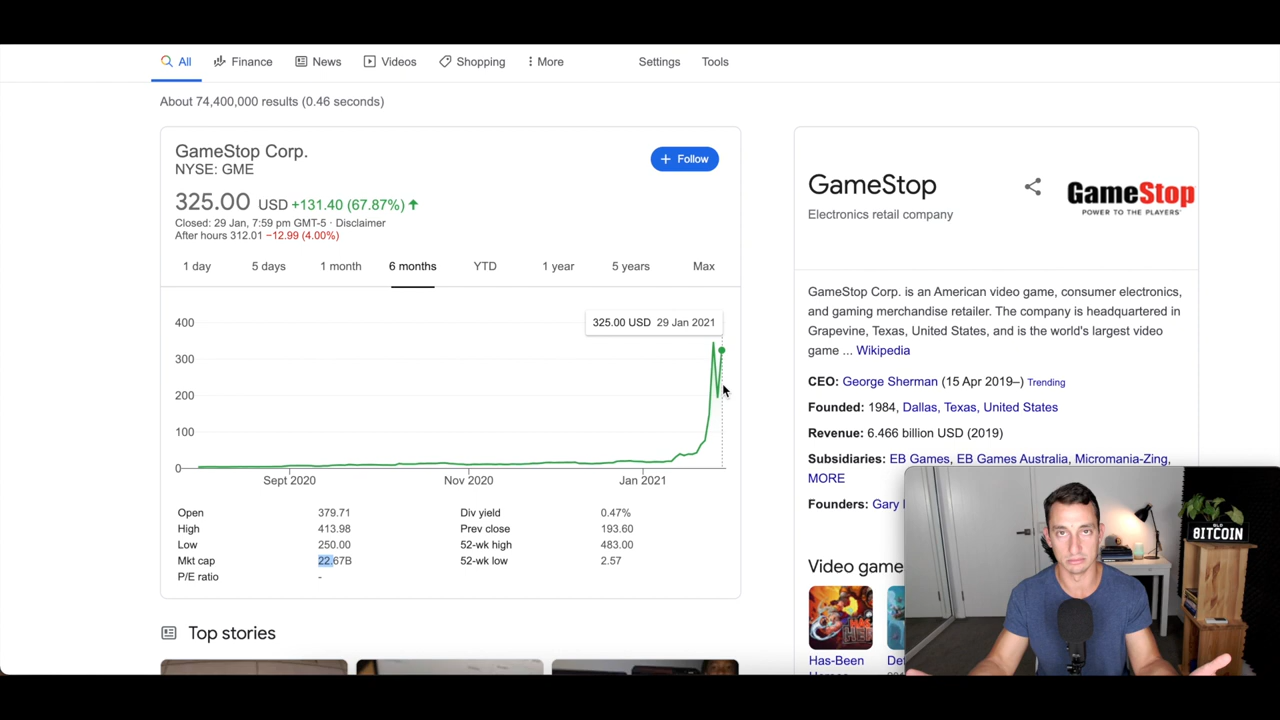 All Finance News Videos Shopping More Settings Tools
About 74,400,000 results (0.46 seconds)
GameStop Corp.
NYSE: GME
+ Follow
325.00 USD +131.40 (67.87%)
Closed: 29 Jan, 7:59 pm GMT-5 · Disclaimer
After hours 312.01 −12.99 (4.00%)
1 day 5 days 1 month 6 months YTD 1 year 5 years Max
325.00 USD 29 Jan 2021
400
300
200
100
0
Sept 2020 Nov 2020 Jan 2021
Open 379.71 Div yield 0.47%
High 413.98 Prev close 193.60
Low 250.00 52-wk high 483.00
Mkt cap 22.67B 52-wk low 2.57
P/E ratio -
Top stories
GameStop
Electronics retail company
GameStop
POWER TO THE PLAYERS
GameStop Corp. is an American video game, consumer electronics,
and gaming merchandise retailer. The company is headquartered in
Grapevine, Texas, United States, and is the world's largest video
game ... Wikipedia
CEO: George Sherman (15 Apr 2019–) Trending
Founded: 1984, Dallas, Texas, United States
Revenue: 6.466 billion USD (2019)
Subsidiaries: EB Games, EB Games Australia, Micromania-Zing,
MORE
Founders: Gary
Video game
Has-Been
BITCOIN